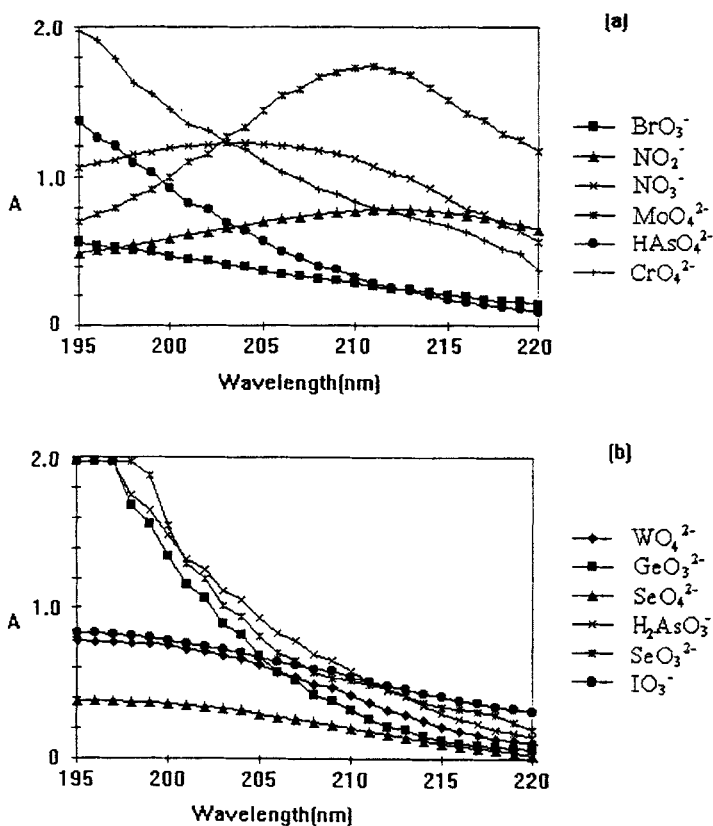 (a)
2.0
1.0
A
0
195 200 205 210 215 220
Wavelength(nm)
BrO₃⁻
NO₂⁻
NO₃⁻
MoO₄²⁻
HAsO₄²⁻
CrO₄²⁻
(b)
2.0
1.0
A
0
195 200 205 210 215 220
Wavelength(nm)
WO₄²⁻
GeO₃²⁻
SeO₄²⁻
H₂AsO₃⁻
SeO₃²⁻
IO₃⁻